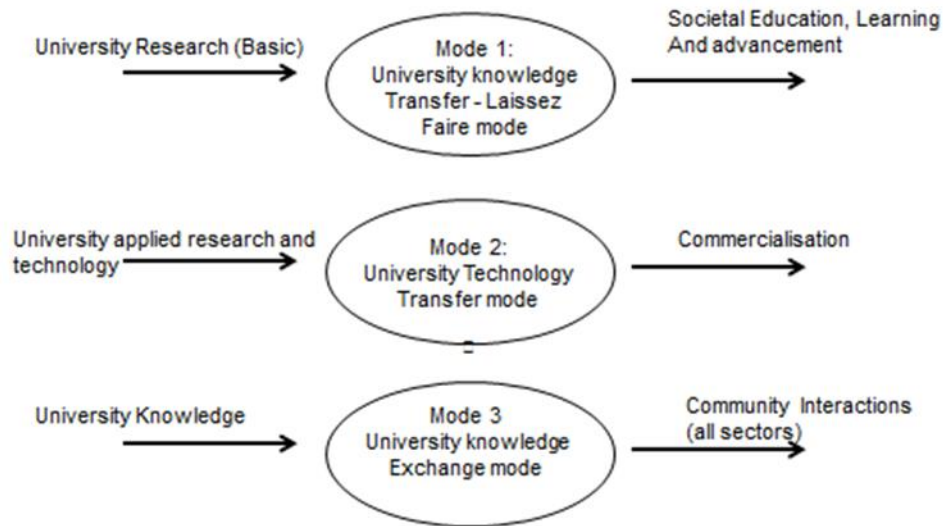 University Research (Basic)
Mode 1:
University knowledge
Transfer - Laissez
Faire mode
Societal Education, Learning
And advancement
University applied research and
technology
Mode 2:
University Technology
Transfer mode
Commercialisation
University Knowledge
Mode 3
University knowledge
Exchange mode
Community Interactions
(all sectors)